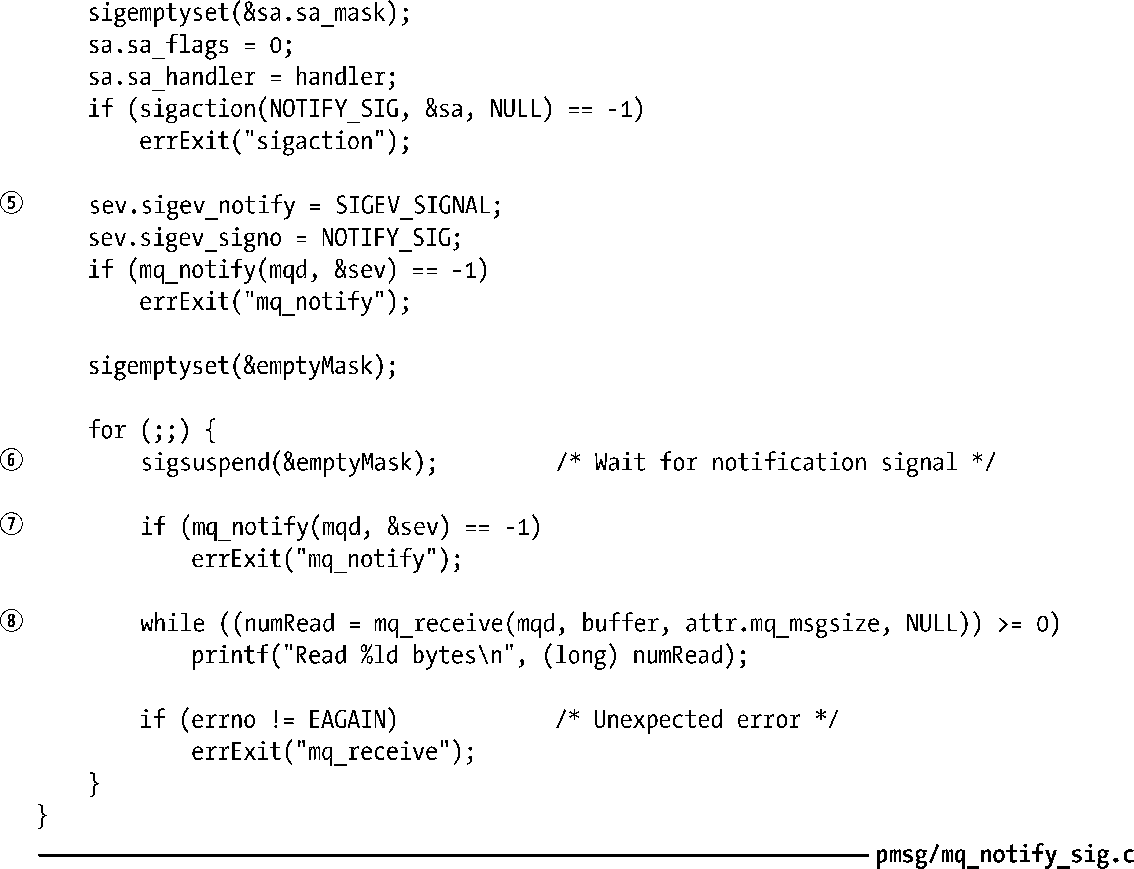 sigemptyset(&sa.sa_mask);
sa.sa_flags = 0;
sa.sa_handler = handler;
if (sigaction(NOTIFY_SIG, &sa, NULL) == -1)
errExit("sigaction");
⑤ sev.sigev_notify = SIGEV_SIGNAL;
sev.sigev_signo = NOTIFY_SIG;
if (mq_notify(mqd, &sev) == -1)
errExit("mq_notify");
sigemptyset(&emptyMask);
for (;;) {
⑥ sigsuspend(&emptyMask); /* Wait for notification signal */
⑦ if (mq_notify(mqd, &sev) == -1)
errExit("mq_notify");
⑧ while ((numRead = mq_receive(mqd, buffer, attr.mq_msgsize, NULL)) >= 0)
printf("Read %ld bytes\n", (long) numRead);
if (errno != EAGAIN) /* Unexpected error */
errExit("mq_receive");
}
}
pmsg/mq_notify_sig.c